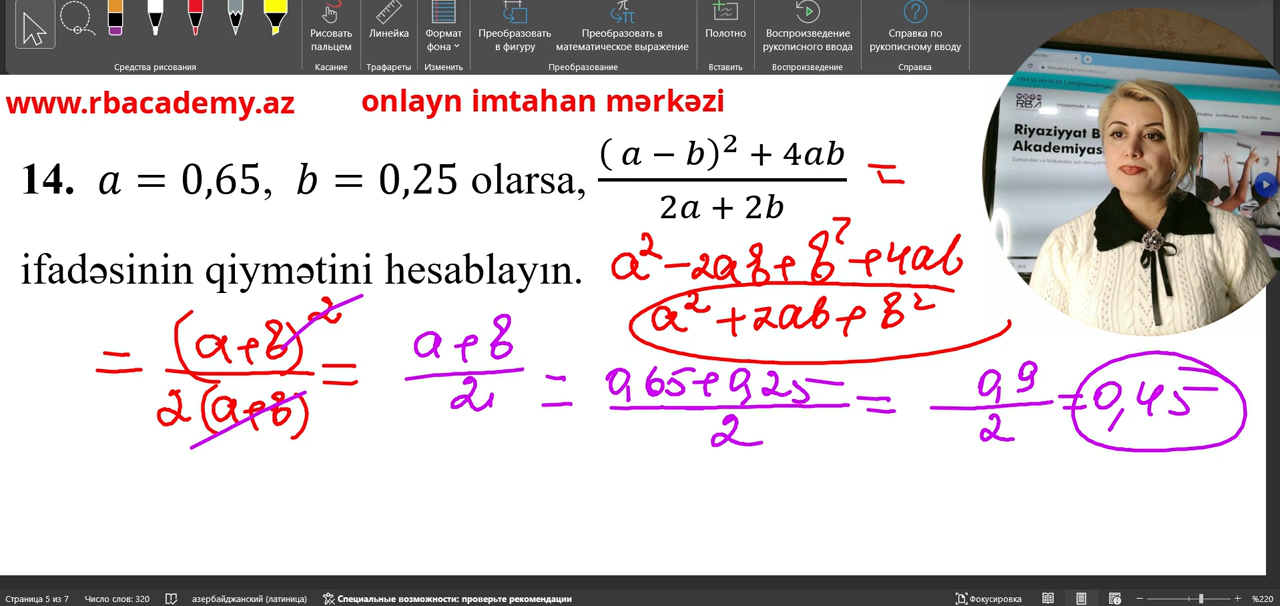 Рисовать пальцем
Линейка
Формат фона
Преобразовать в фигуру
Преобразовать в математическое выражение
Полотно
Воспроизведение рукописного ввода
Справка по рукописному вводу
Средства рисования
Касание
Трафареты
Изменить
Преобразование
Вставить
Воспроизведение
Справка
www.rbacademy.az onlayn imtahan mərkəzi
RBA
Riyaziyyat B
Akademiyas
14. a = 0,65, b = 0,25 olarsa, (a − b)² + 4ab / 2a + 2b =
ifadəsinin qiymətini hesablayın. a² − 2ab + b² + 4ab
a² + 2ab + b²
= (a+b)² / 2(a+b) = a+b / 2 = 0,65+0,25 / 2 = 0,9 / 2 = 0,45
Страница 5 из 7 Число слов: 320 азербайджанский (латиница) Специальные возможности: проверьте рекомендации Фокусировка − + %220